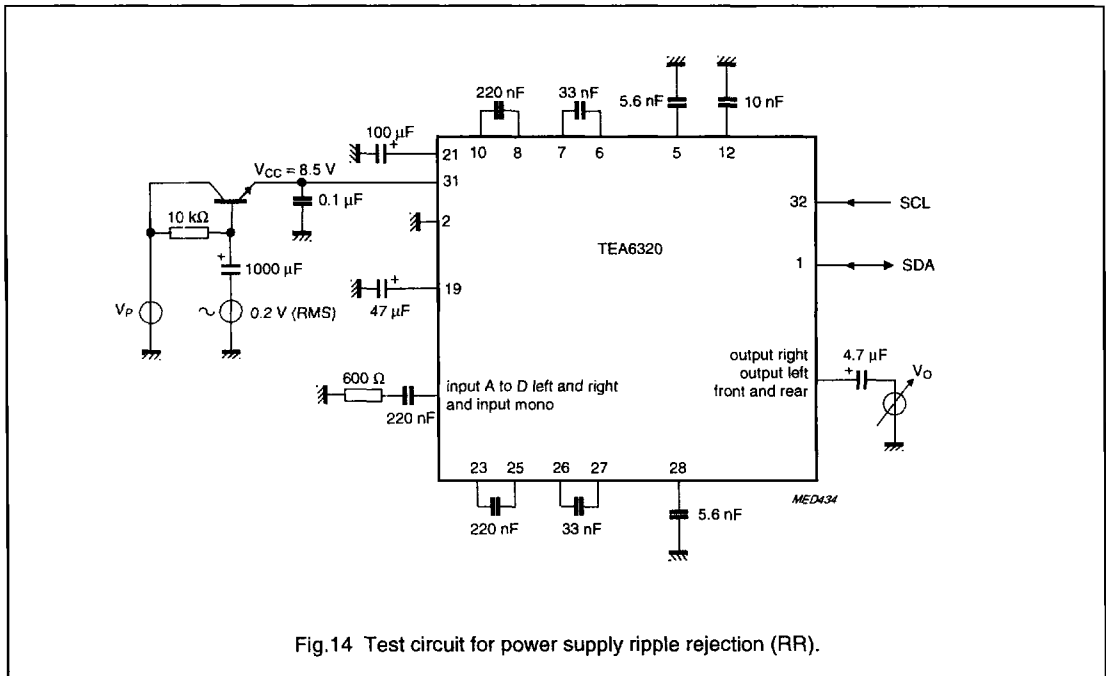 220 nF
33 nF
5.6 nF
10 nF
100 µF
+
21
10
8
7
6
5
12
VCC = 8.5 V
31
0.1 µF
32
SCL
2
10 kΩ
TEA6320
+
1000 µF
1
SDA
+
19
47 µF
VP
0.2 V (RMS)
output right
output left
front and rear
4.7 µF
+
VO
600 Ω
input A to D left and right
and input mono
220 nF
23
25
26
27
28
MED434
220 nF
33 nF
5.6 nF
Fig.14 Test circuit for power supply ripple rejection (RR).